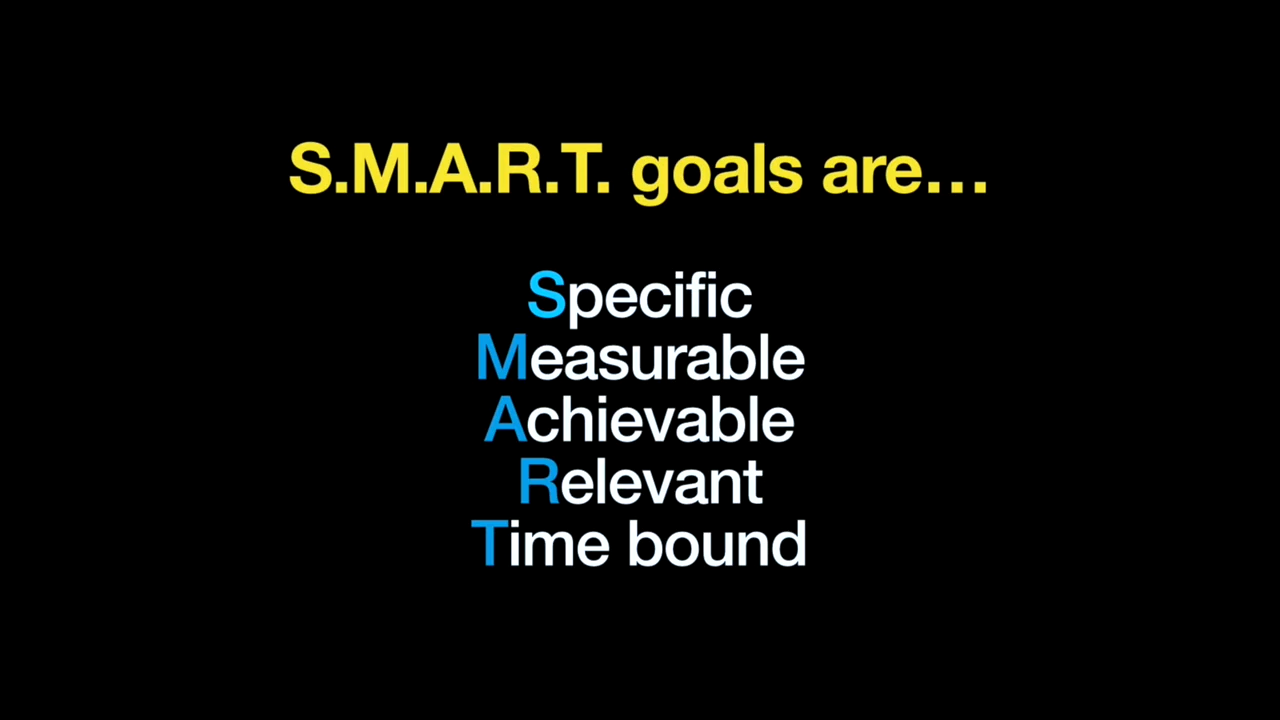 S.M.A.R.T. goals are…
Specific
Measurable
Achievable
Relevant
Time bound